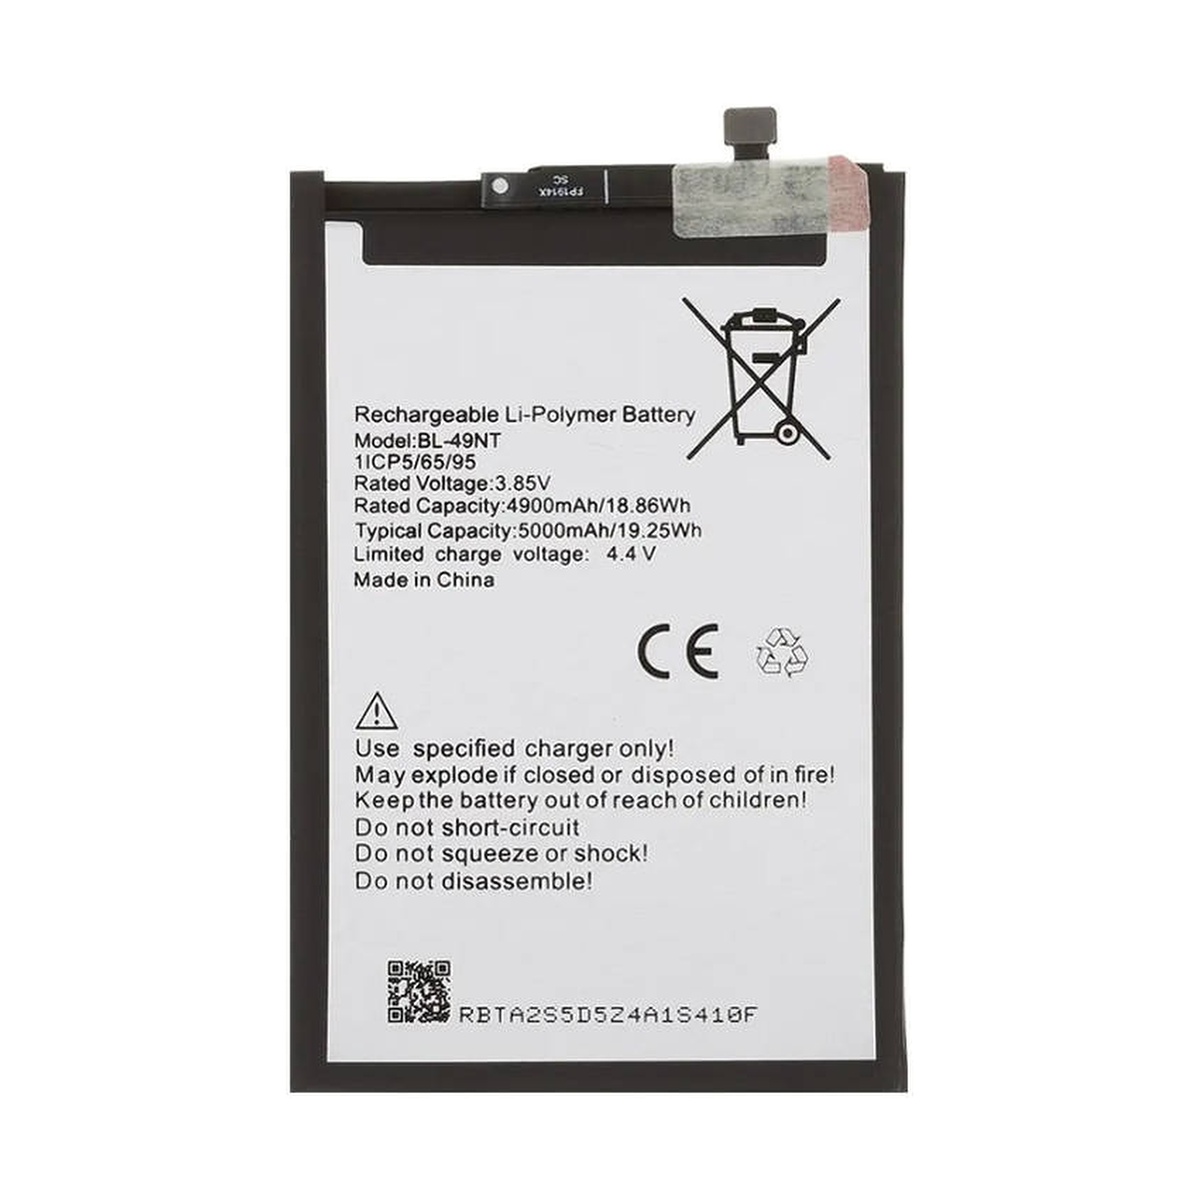 FP1914X
SC
Rechargeable Li-Polymer Battery
Model:BL-49NT
1ICP5/65/95
Rated Voltage:3.85V
Rated Capacity:4900mAh/18.86Wh
Typical Capacity:5000mAh/19.25Wh
Limited charge voltage: 4.4 V
Made in China
CE
Use specified charger only!
May explode if closed or disposed of in fire!
Keep the battery out of reach of children!
Do not short-circuit
Do not squeeze or shock!
Do not disassemble!
RBTA2S5D5Z4A1S410F